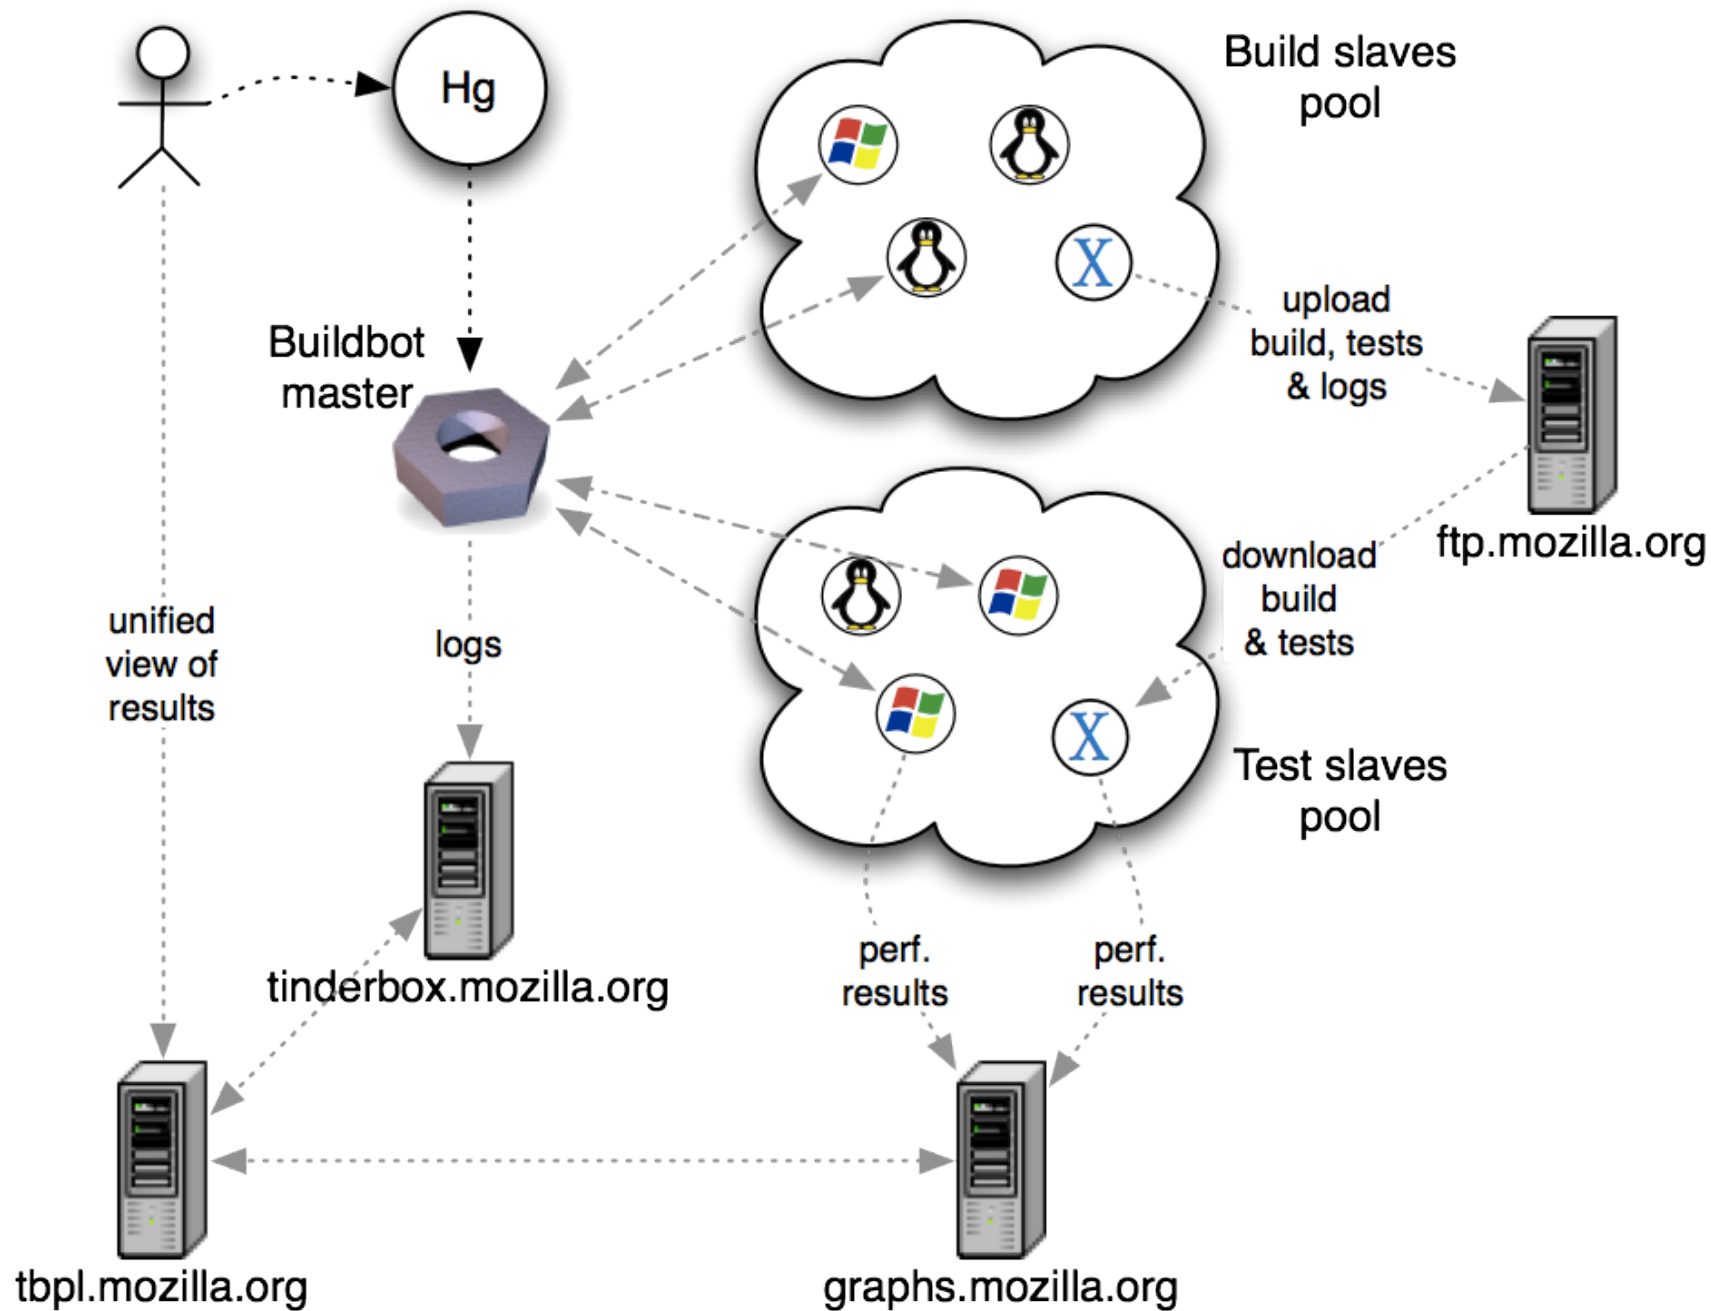 Hg
Build slaves
pool
Buildbot
master
upload
build, tests
& logs
ftp.mozilla.org
download
build
& tests
unified
view of
results
logs
Test slaves
pool
perf.
results
perf.
results
tinderbox.mozilla.org
tbpl.mozilla.org
graphs.mozilla.org
X
X